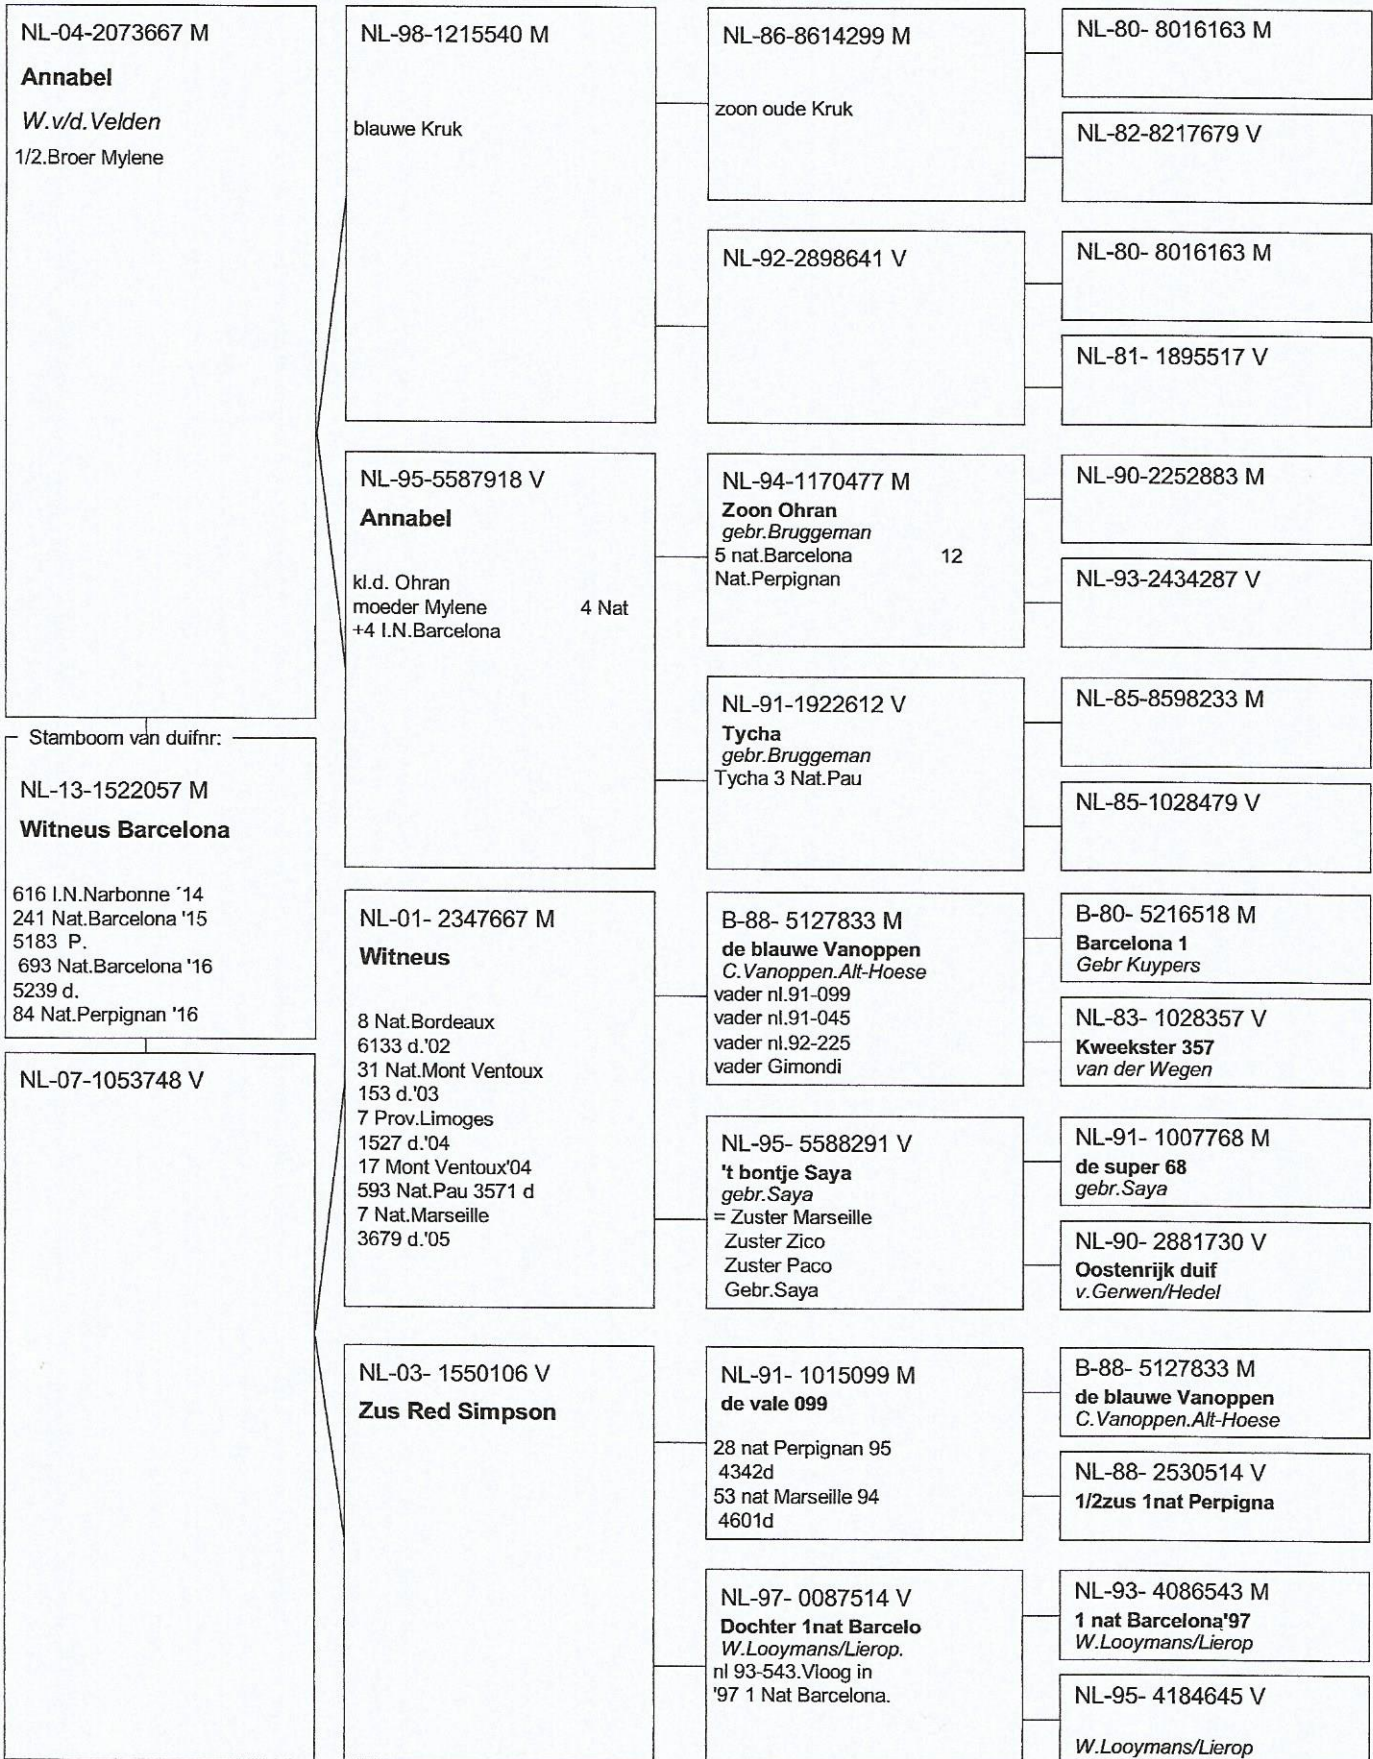 NL-04-2073667 M
Annabel
W.v/d.Velden
1/2.Broer Mylene
Stamboom van duifnr:
NL-13-1522057 M
Witneus Barcelona
616 I.N.Narbonne ´14
241 Nat.Barcelona '15
5183 P.
693 Nat.Barcelona '16
5239 d.
84 Nat.Perpignan '16
NL-07-1053748 V
NL-98-1215540 M
blauwe Kruk
NL-95-5587918 V
Annabel
kl.d. Ohran
moeder Mylene 4 Nat
+4 I.N.Barcelona
NL-01- 2347667 M
Witneus
8 Nat.Bordeaux
6133 d.'02
31 Nat.Mont Ventoux
153 d.'03
7 Prov.Limoges
1527 d.'04
17 Mont Ventoux'04
593 Nat.Pau 3571 d
7 Nat.Marseille
3679 d.'05
NL-03- 1550106 V
Zus Red Simpson
NL-86-8614299 M
zoon oude Kruk
NL-92-2898641 V
NL-94-1170477 M
Zoon Ohran
gebr.Bruggeman
5 nat.Barcelona 12
Nat.Perpignan
NL-91-1922612 V
Tycha
gebr.Bruggeman
Tycha 3 Nat.Pau
B-88- 5127833 M
de blauwe Vanoppen
C.Vanoppen.Alt-Hoese
vader nl.91-099
vader nl.91-045
vader nl.92-225
vader Gimondi
NL-95- 5588291 V
't bontje Saya
gebr.Saya
= Zuster Marseille
Zuster Zico
Zuster Paco
Gebr.Saya
NL-91- 1015099 M
de vale 099
28 nat Perpignan 95
4342d
53 nat Marseille 94
4601d
NL-97- 0087514 V
Dochter 1nat Barcelo
W.Looymans/Lierop.
nl 93-543.Vloog in
'97 1 Nat Barcelona.
NL-80- 8016163 M
NL-82-8217679 V
NL-80- 8016163 M
NL-81- 1895517 V
NL-90-2252883 M
NL-93-2434287 V
NL-85-8598233 M
NL-85-1028479 V
B-80- 5216518 M
Barcelona 1
Gebr Kuypers
NL-83- 1028357 V
Kweekster 357
van der Wegen
NL-91- 1007768 M
de super 68
gebr.Saya
NL-90- 2881730 V
Oostenrijk duif
v.Gerwen/Hedel
B-88- 5127833 M
de blauwe Vanoppen
C.Vanoppen.Alt-Hoese
NL-88- 2530514 V
1/2zus 1nat Perpigna
NL-93- 4086543 M
1 nat Barcelona'97
W.Looymans/Lierop
NL-95- 4184645 V
W.Looymans/Lierop